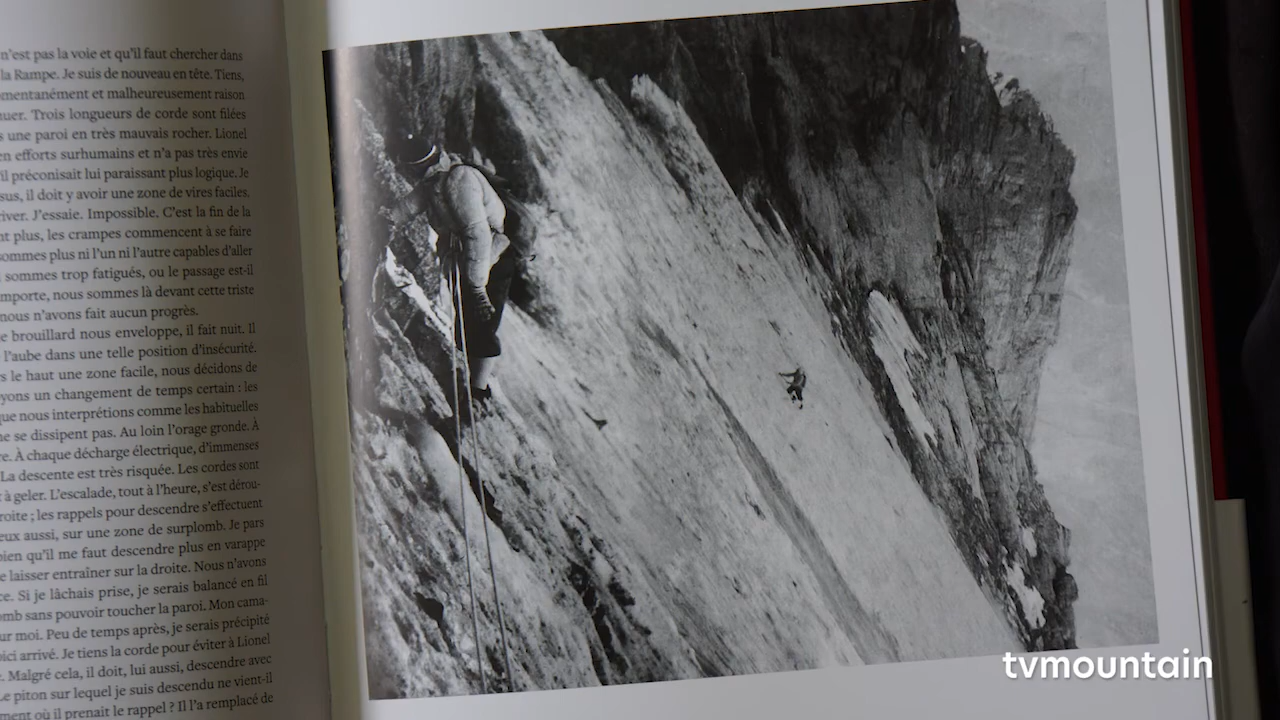 n'est pas la voie et qu'il faut chercher dans
la Rampe. Je suis de nouveau en tête. Tiens,
omentanément et malheureusement raison
uer. Trois longueurs de corde sont filées
s une paroi en très mauvais rocher. Lionel
en efforts surhumains et n'a pas très envie
'il préconisait lui paraissant plus logique. Je
sus, il doit y avoir une zone de vires faciles.
river. J'essaie. Impossible. C'est la fin de la
nt plus, les crampes commencent à se faire
sommes plus ni l'un ni l'autre capables d'aller
sommes trop fatigués, ou le passage est-il
importe, nous sommes là devant cette triste
nous n'avons fait aucun progrès.
e brouillard nous enveloppe, il fait nuit. Il
l'aube dans une telle position d'insécurité.
rs le haut une zone facile, nous décidons de
yons un changement de temps certain : les
que nous interprétions comme les habituelles
ne se dissipent pas. Au loin l'orage gronde. À
re. À chaque décharge électrique, d'immenses
La descente est très risquée. Les cordes sont
t à geler. L'escalade, tout à l'heure, s'est dérou-
roite ; les rappels pour descendre s'effectuent
eux aussi, sur une zone de surplomb. Je pars
bien qu'il me faut descendre plus en varappe
e laisser entraîner sur la droite. Nous n'avons
ce. Si je lâchais prise, je serais balancé en fil
omb sans pouvoir toucher la paroi. Mon cama-
ur moi. Peu de temps après, je serais précipité
oici arrivé. Je tiens la corde pour éviter à Lionel
e. Malgré cela, il doit, lui aussi, descendre avec
Le piton sur lequel je suis descendu ne vient-il
ment où il prenait le rappel ? Il l'a remplacé de
tvmountain